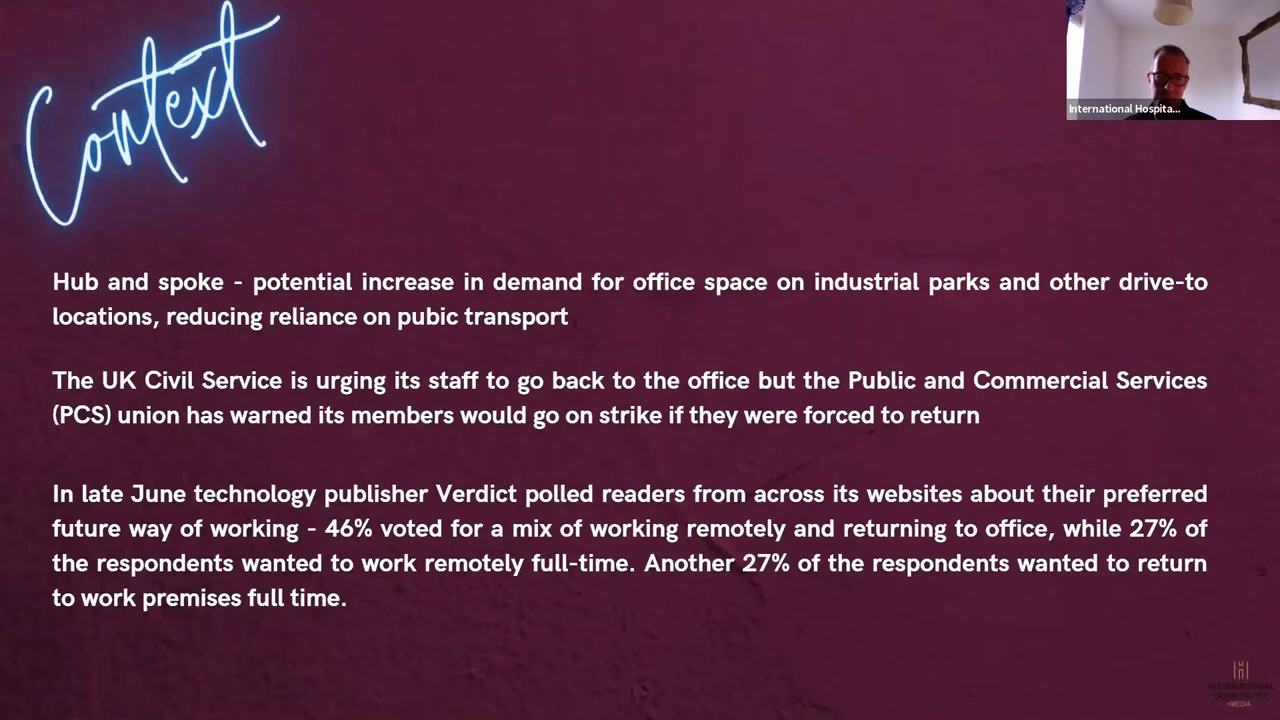 Context
International Hospita...
Hub and spoke - potential increase in demand for office space on industrial parks and other drive-to
locations, reducing reliance on pubic transport
The UK Civil Service is urging its staff to go back to the office but the Public and Commercial Services
(PCS) union has warned its members would go on strike if they were forced to return
In late June technology publisher Verdict polled readers from across its websites about their preferred
future way of working - 46% voted for a mix of working remotely and returning to office, while 27% of
the respondents wanted to work remotely full-time. Another 27% of the respondents wanted to return
to work premises full time.
INTERNATIONAL
HOSPITALITY
•MEDIA